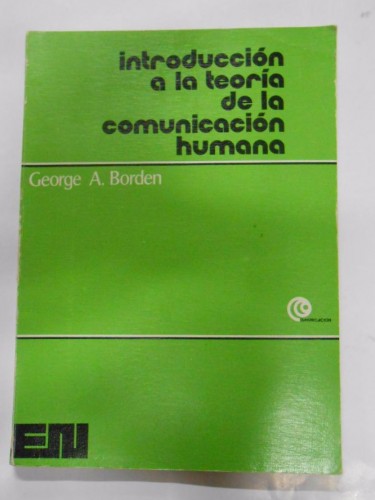 introducción
a la teoría
de la
comunicación
humana
George A. Borden
EN